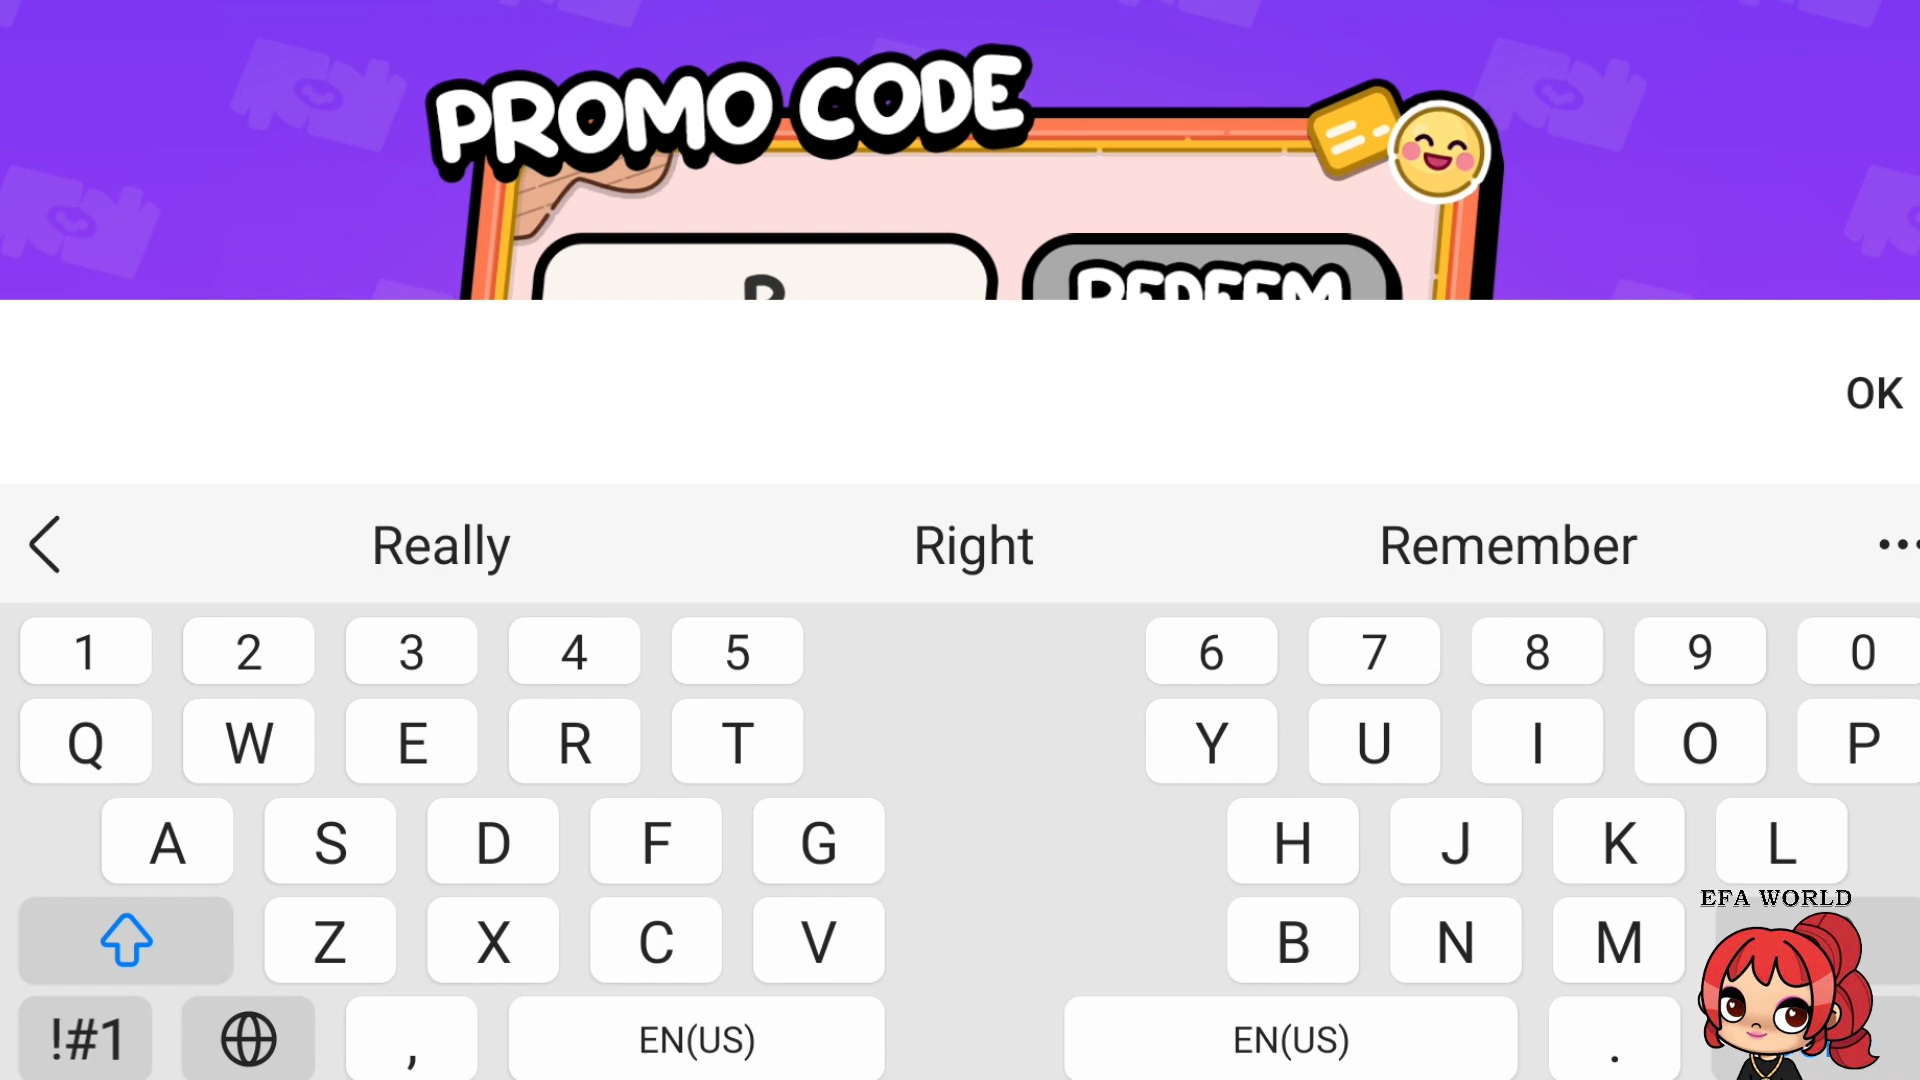 PROMO CODE
R
REDEEM
OK
Really Right Remember
1 2 3 4 5 6 7 8 9 0
Q W E R T Y U I O P
A S D F G H J K L
Z X C V B N M
EFA WORLD
!#1 , EN(US) EN(US) .